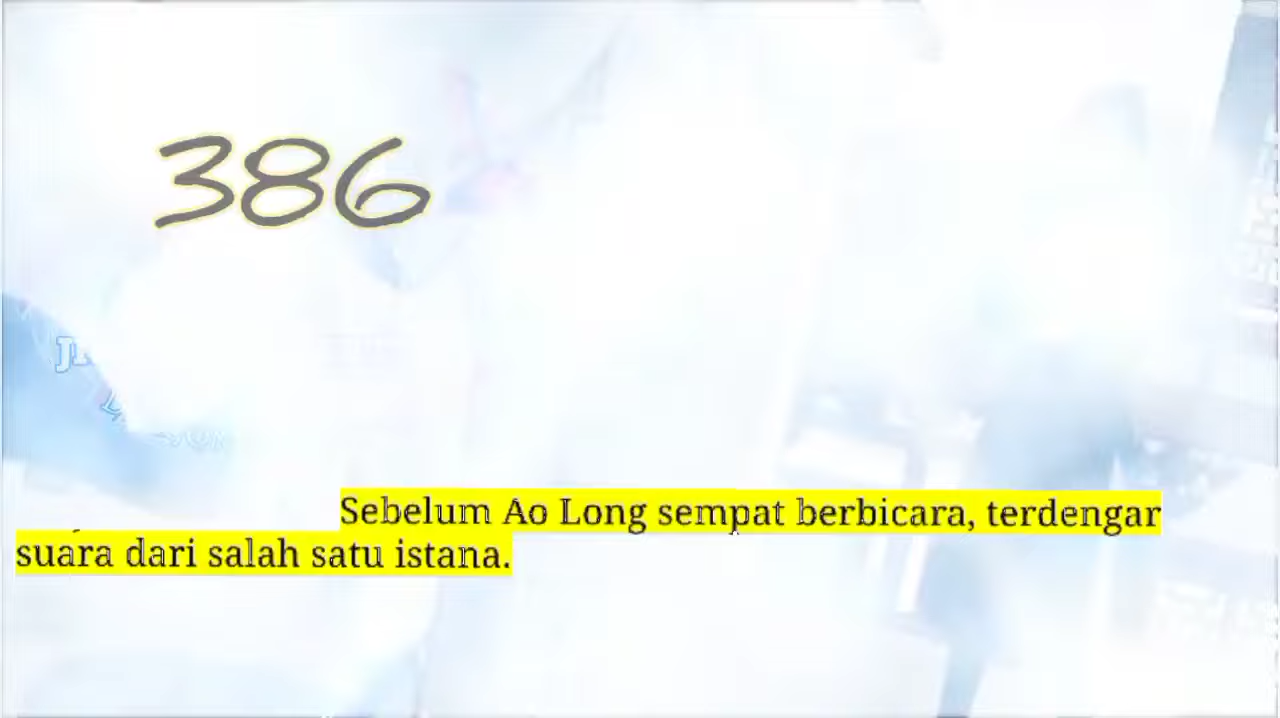 386
Sebelum Ao Long sempat berbicara, terdengar
suara dari salah satu istana.